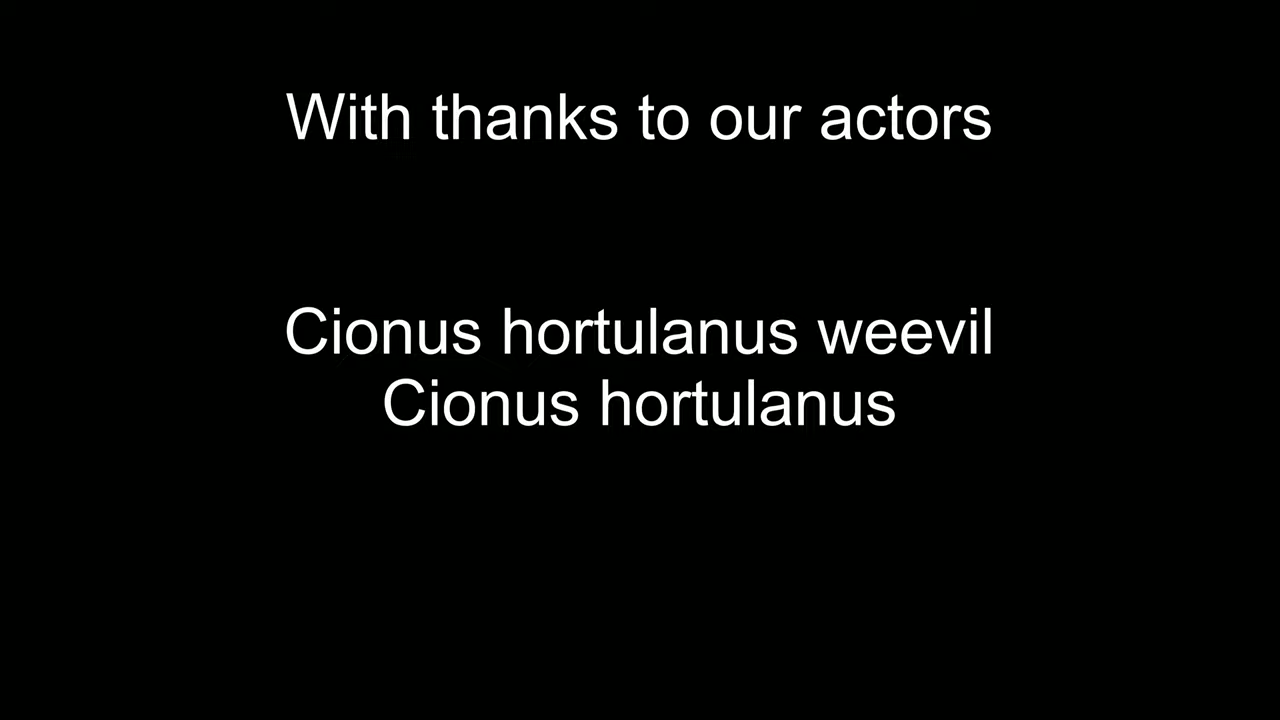 With thanks to our actors
Cionus hortulanus weevil
Cionus hortulanus